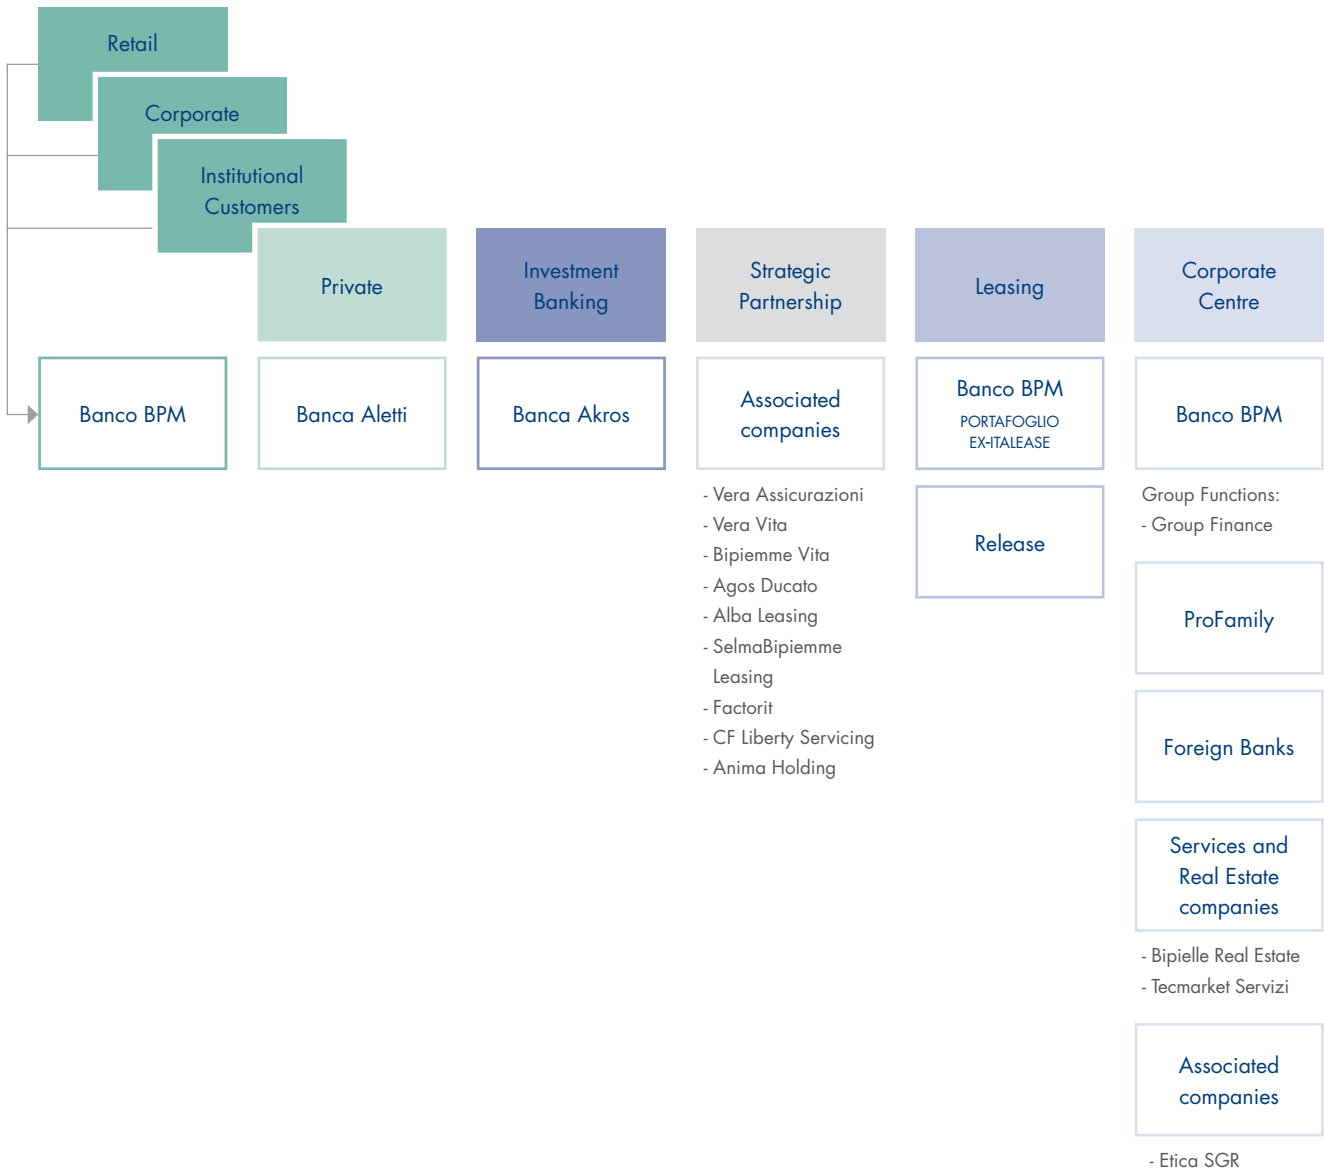 Retail
Corporate
Institutional
Customers
Private
Investment
Banking
Strategic
Partnership
Leasing
Corporate
Centre
Banco BPM
Banca Aletti
Banca Akros
Associated
companies
- Vera Assicurazioni
- Vera Vita
- Bipiemme Vita
- Agos Ducato
- Alba Leasing
- SelmaBipiemme
Leasing
- Factorit
- CF Liberty Servicing
- Anima Holding
Banco BPM
PORTAFOGLIO
EX-ITALEASE
Release
Banco BPM
Group Functions:
- Group Finance
ProFamily
Foreign Banks
Services and
Real Estate
companies
- Bipielle Real Estate
- Tecmarket Servizi
Associated
companies
- Etica SGR